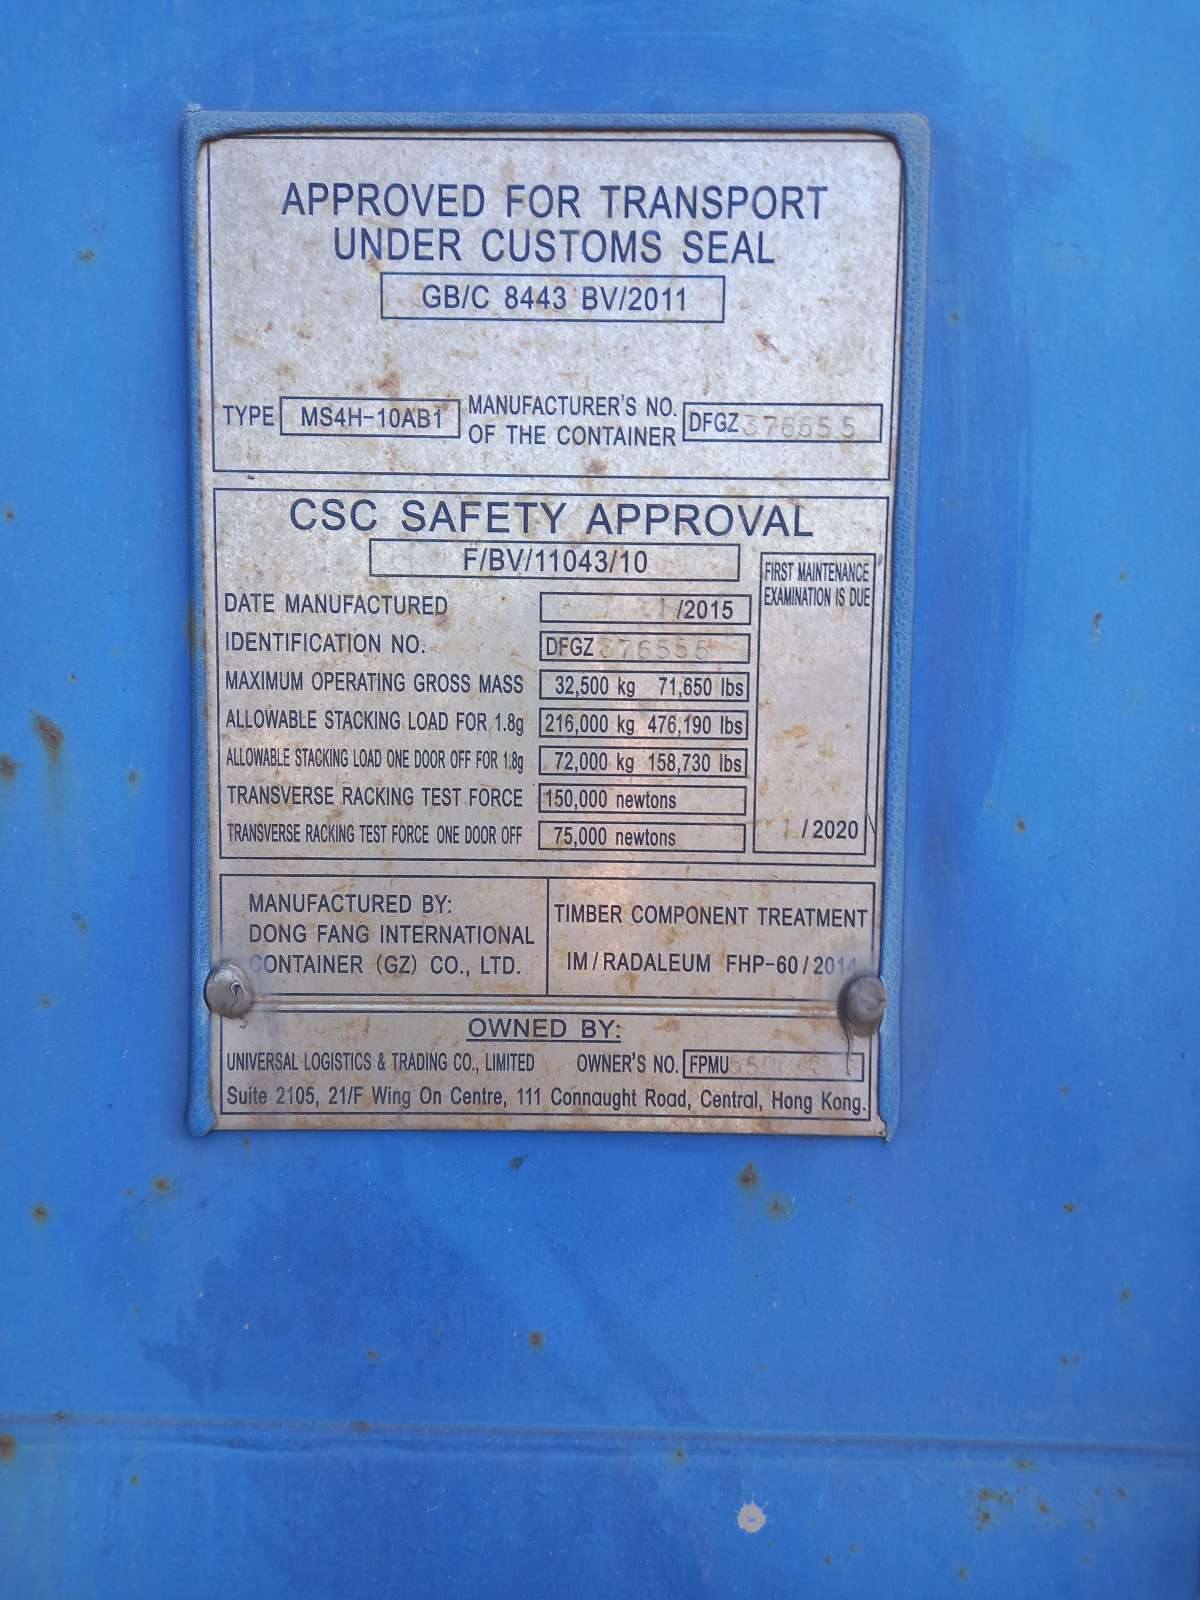 APPROVED FOR TRANSPORT
UNDER CUSTOMS SEAL
GB/C 8443 BV/2011
TYPE MS4H-10AB1 MANUFACTURER'S NO. OF THE CONTAINER DFGZ
CSC SAFETY APPROVAL
F/BV/11043/10
FIRST MAINTENANCE
EXAMINATION IS DUE
1/2020
DATE MANUFACTURED 1/2015
IDENTIFICATION NO. DFGZ 376555
MAXIMUM OPERATING GROSS MASS 32,500 kg 71,650 lbs
ALLOWABLE STACKING LOAD FOR 1.8g 216,000 kg 476,190 lbs
ALLOWABLE STACKING LOAD ONE DOOR OFF FOR 1.8g 72,000 kg 158,730 lbs
TRANSVERSE RACKING TEST FORCE 150,000 newtons
TRANSVERSE RACKING TEST FORCE ONE DOOR OFF 75,000 newtons
MANUFACTURED BY:
DONG FANG INTERNATIONAL
CONTAINER (GZ) CO., LTD.
TIMBER COMPONENT TREATMENT
IM/RADALEUM FHP-60/2014
OWNED BY:
UNIVERSAL LOGISTICS & TRADING CO., LIMITED OWNER'S NO. FPMU
Suite 2105, 21/F Wing On Centre, 111 Connaught Road, Central, Hong Kong.